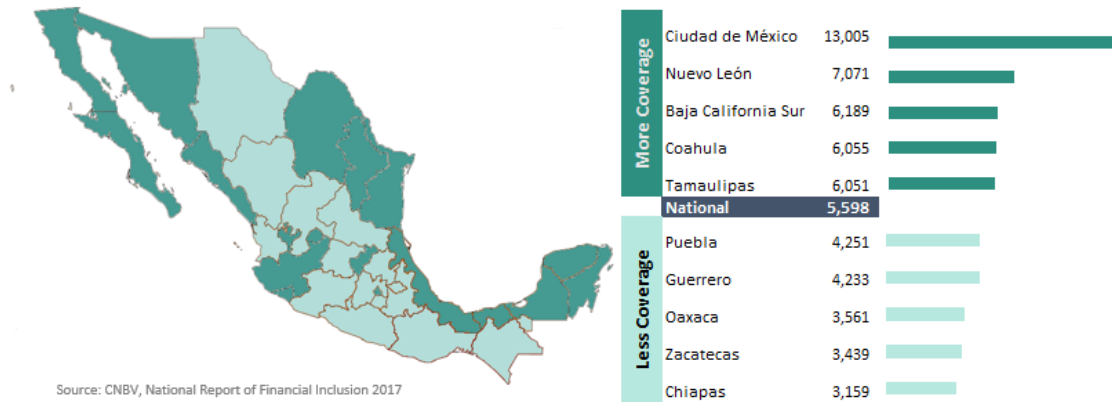 More Coverage
Ciudad de México 13,005
Nuevo León 7,071
Baja California Sur 6,189
Coahula 6,055
Tamaulipas 6,051
National 5,598
Less Coverage
Puebla 4,251
Guerrero 4,233
Oaxaca 3,561
Zacatecas 3,439
Chiapas 3,159
Source: CNBV, National Report of Financial Inclusion 2017